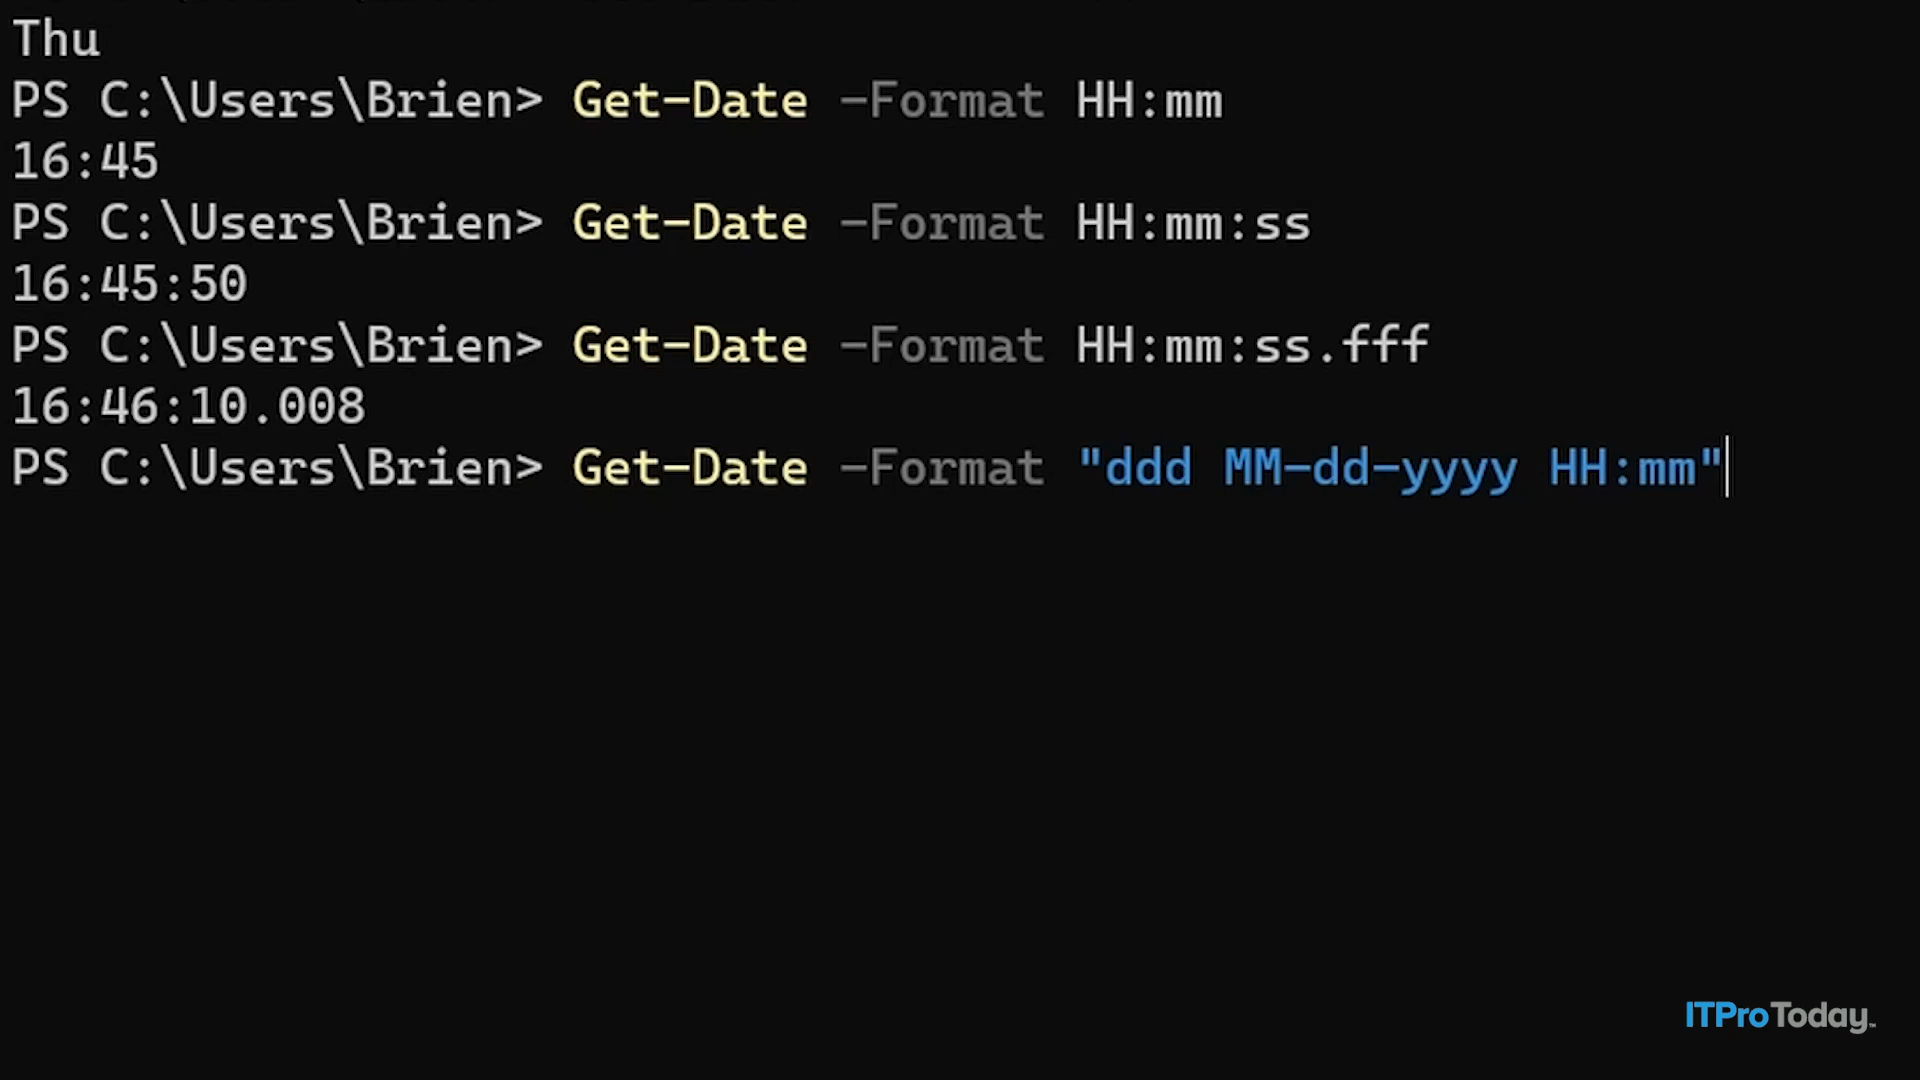 Thu
PS C:\Users\Brien> Get-Date -Format HH:mm
16:45
PS C:\Users\Brien> Get-Date -Format HH:mm:ss
16:45:50
PS C:\Users\Brien> Get-Date -Format HH:mm:ss.fff
16:46:10.008
PS C:\Users\Brien> Get-Date -Format "ddd MM-dd-yyyy HH:mm"
ITProToday™